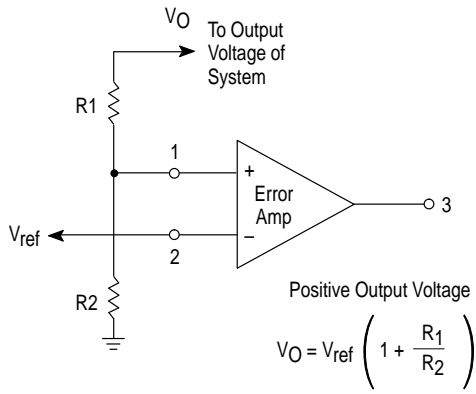 VO
To Output
Voltage of
System
R1
1
+
Error
Amp
3
Vref
–
2
R2
Positive Output Voltage
VO = Vref ( 1 + R1 / R2 )